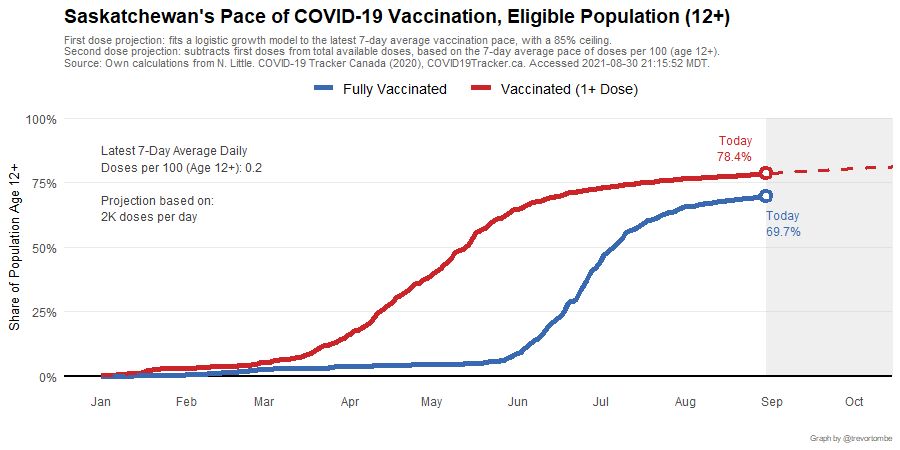 Saskatchewan's Pace of COVID-19 Vaccination, Eligible Population (12+)
First dose projection: fits a logistic growth model to the latest 7-day average vaccination pace, with a 85% ceiling.
Second dose projection: subtracts first doses from total available doses, based on the 7-day average pace of doses per 100 (age 12+).
Source: Own calculations from N. Little. COVID-19 Tracker Canada (2020), COVID19Tracker.ca. Accessed 2021-08-30 21:15:52 MDT.
Fully Vaccinated
Vaccinated (1+ Dose)
Share of Population Age 12+
100%
75%
50%
25%
0%
Latest 7-Day Average Daily
Doses per 100 (Age 12+): 0.2
Projection based on:
2K doses per day
Today
78.4%
Today
69.7%
Jan Feb Mar Apr May Jun Jul Aug Sep Oct
Graph by @trevortombe